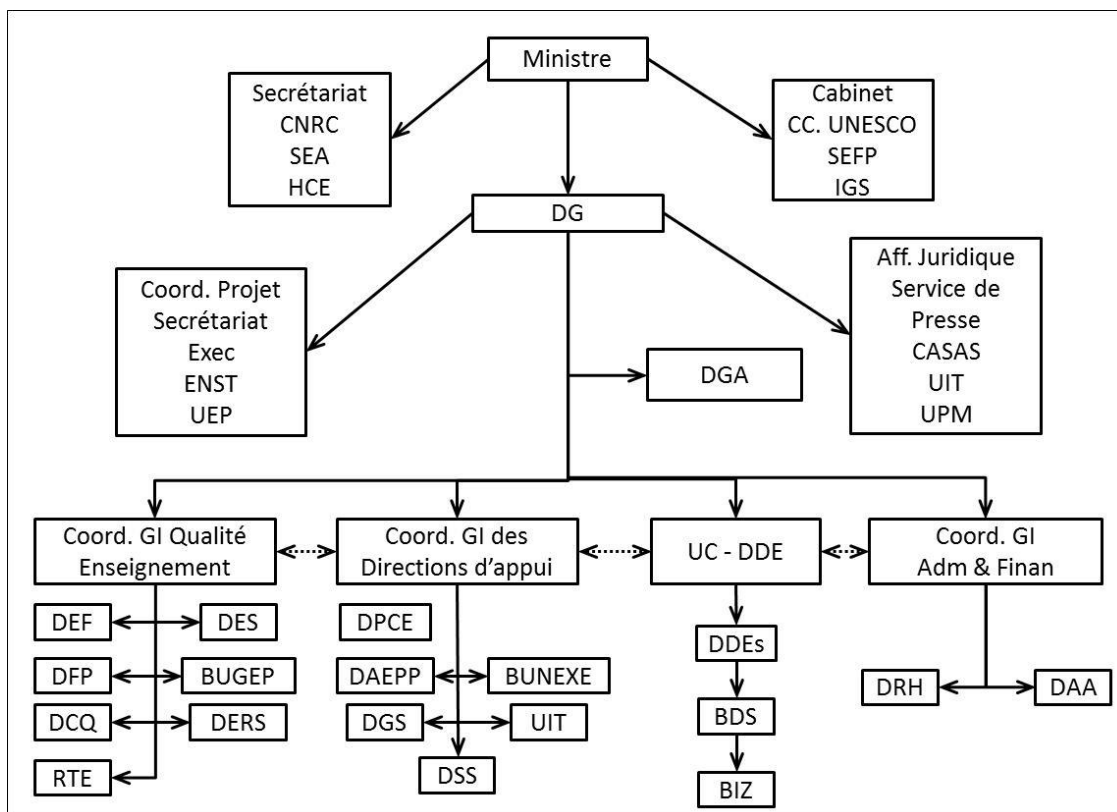 Ministre
Secrétariat
CNRC
SEA
HCE
Cabinet
CC. UNESCO
SEFP
IGS
DG
Coord. Projet
Secrétariat
Exec
ENST
UEP
Aff. Juridique
Service de
Presse
CASAS
UIT
UPM
DGA
Coord. GI Qualité
Enseignement
Coord. GI des
Directions d'appui
UC - DDE
Coord. GI
Adm & Finan
DEF
DES
DFP
BUGEP
DCQ
DERS
RTE
DPCE
DAEPP
BUNEXE
DGS
UIT
DSS
DDEs
BDS
BIZ
DRH
DAA